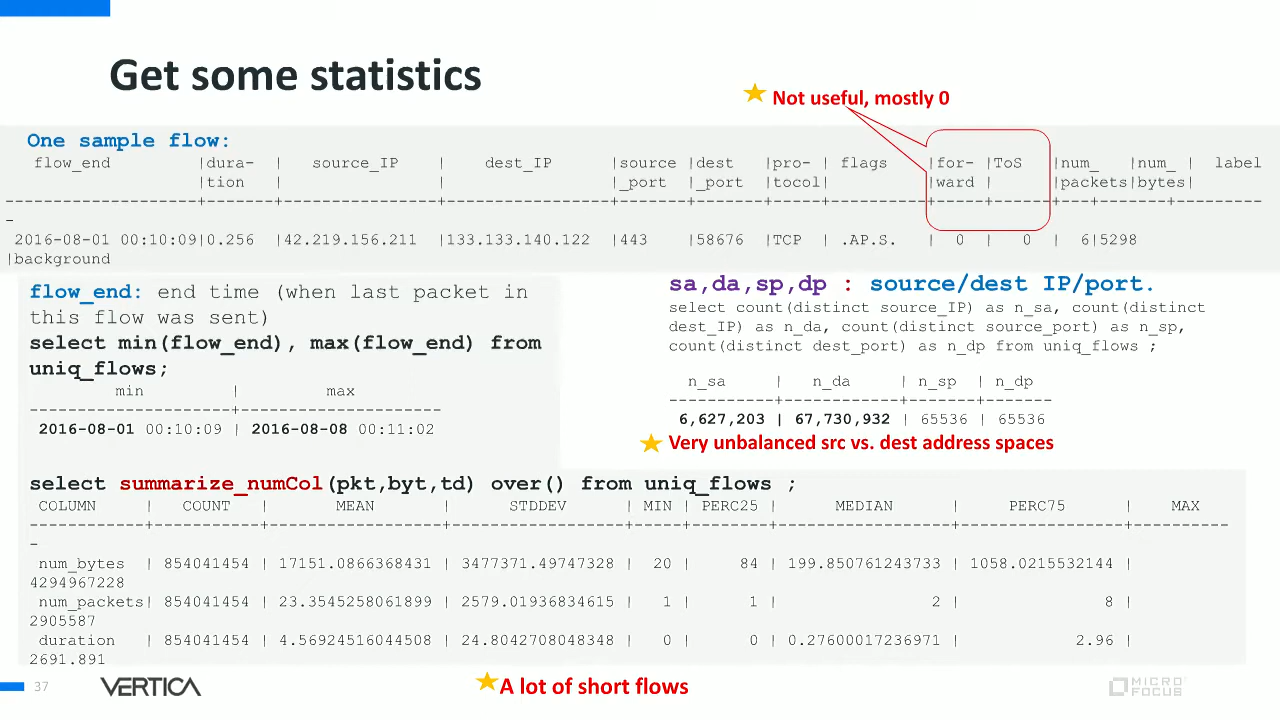 Get some statistics
Not useful, mostly 0
One sample flow:
flow_end |dura- | source_IP | dest_IP |source |dest |pro- | flags |for- |ToS |num_ |num_ | label
|tion | | |_port |_port |tocol| |ward | |packets|bytes|
--------------------+-------+----------------+----------------+-------+-------+-----+----------+-----+-----+---+-------+---------
-
2016-08-01 00:10:09|0.256 |42.219.156.211 |133.133.140.122 |443 |58676 |TCP | .AP.S. | 0 | 0 | 6|5298
|background
flow_end: end time (when last packet in
this flow was sent)
select min(flow_end), max(flow_end) from
uniq_flows;
min | max
--------------------+--------------------
2016-08-01 00:10:09 | 2016-08-08 00:11:02
sa,da,sp,dp : source/dest IP/port.
select count(distinct source_IP) as n_sa, count(distinct
dest_IP) as n_da, count(distinct source_port) as n_sp,
count(distinct dest_port) as n_dp from uniq_flows ;
n_sa | n_da | n_sp | n_dp
-----------+------------+-------+-------
6,627,203 | 67,730,932 | 65536 | 65536
Very unbalanced src vs. dest address spaces
select summarize_numCol(pkt,byt,td) over() from uniq_flows ;
COLUMN | COUNT | MEAN | STDDEV | MIN | PERC25 | MEDIAN | PERC75 | MAX
------------+-----------+------------------+------------------+-----+--------+------------------+-----------------+----------
-
num_bytes | 854041454 | 17151.0866368431 | 3477371.49747328 | 20 | 84 | 199.850761243733 | 1058.0215532144 |
4294967228
num_packets| 854041454 | 23.3545258061899 | 2579.01936834615 | 1 | 1 | 2 | 8 |
2905587
duration | 854041454 | 4.56924516044508 | 24.8042708048348 | 0 | 0 | 0.27600017236971 | 2.96 |
2691.891
A lot of short flows
37
VERTICA
MICRO
FOCUS